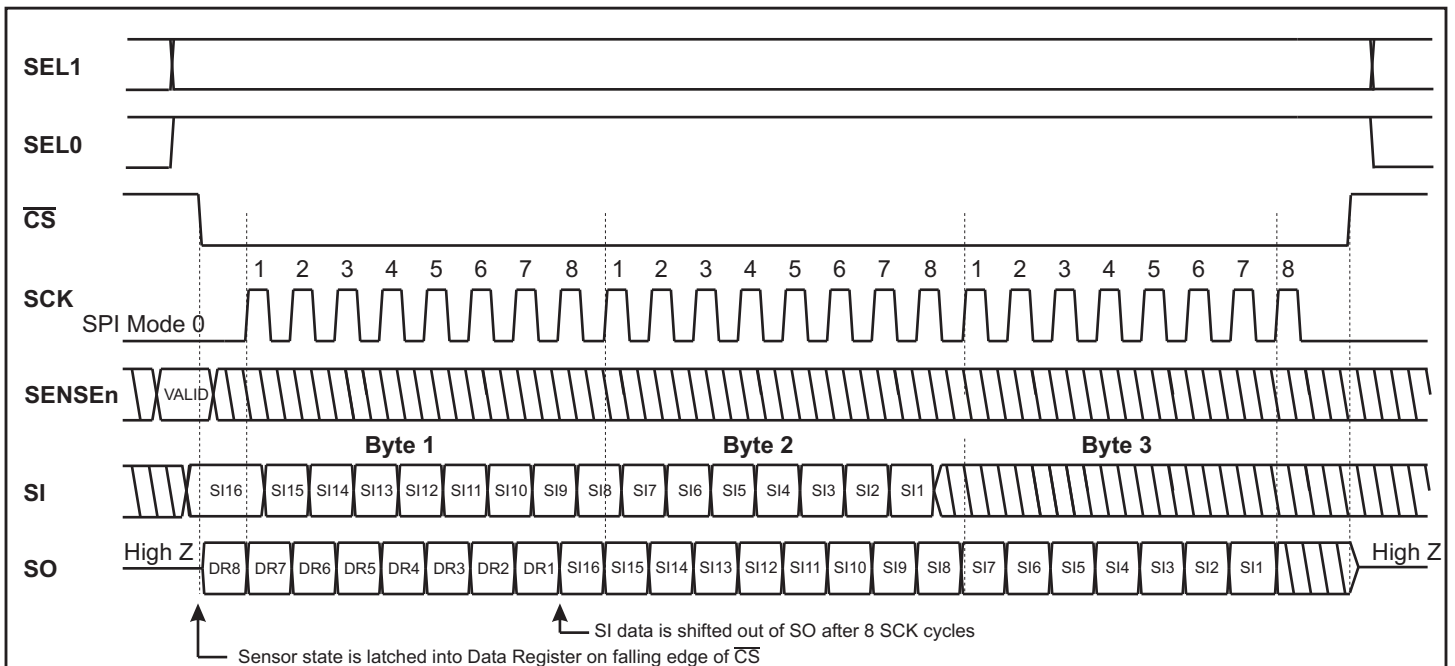 SEL1
SEL0
CS
1 2 3 4 5 6 7 8 1 2 3 4 5 6 7 8 1 2 3 4 5 6 7 8
SCK
SPI Mode 0
SENSEn
VALID
Byte 1 Byte 2 Byte 3
SI
SI16 SI15 SI14 SI13 SI12 SI11 SI10 SI9 SI8 SI7 SI6 SI5 SI4 SI3 SI2 SI1
High Z High Z
SO
DR8 DR7 DR6 DR5 DR4 DR3 DR2 DR1 SI16 SI15 SI14 SI13 SI12 SI11 SI10 SI9 SI8 SI7 SI6 SI5 SI4 SI3 SI2 SI1
SI data is shifted out of SO after 8 SCK cycles
Sensor state is latched into Data Register on falling edge of CS